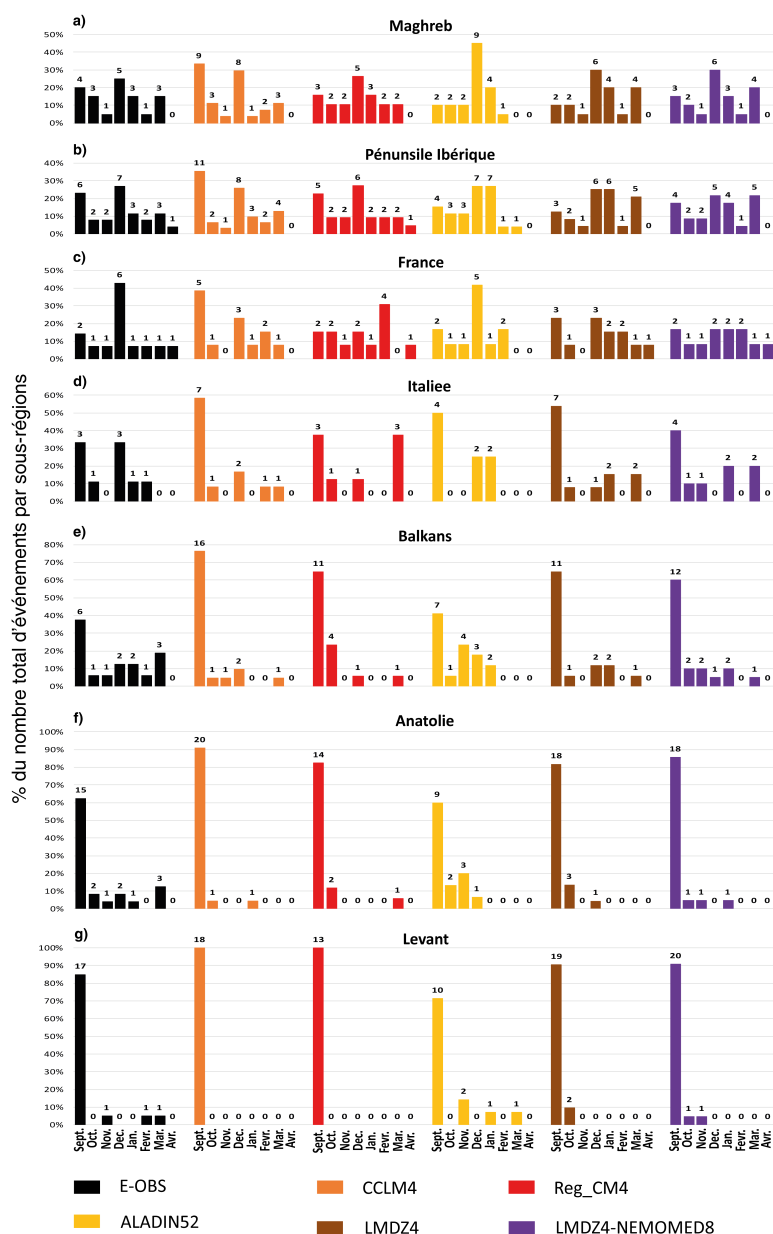 % du nombre total d'événements par sous-régions
a)
Maghreb
50%
40%
30%
20%
10%
0%
4 3 1 5 3 1 3 0
9 3 1 8 1 2 3 0
3 2 2 5 3 2 2 0
2 2 2 9 4 1 0 0
2 2 1 6 4 1 4 0
3 2 1 6 3 1 4 0
b)
Pénunsile Ibérique
40%
30%
20%
10%
0%
6 2 2 7 3 2 3 1
11 2 1 8 3 2 4 0
5 2 2 6 2 2 2 1
4 3 3 7 7 1 1 0
3 2 1 6 6 1 5 0
4 2 2 5 4 1 5 0
c)
France
50%
40%
30%
20%
10%
0%
2 1 1 6 1 1 1 1
5 1 0 3 1 2 1 0
2 2 1 2 1 4 0 1
2 1 1 5 1 2 0 0
3 1 0 3 2 2 1 1
2 1 1 2 2 2 1 1
d)
Italiee
60%
50%
40%
30%
20%
10%
0%
3 1 0 3 1 1 0 0
7 1 0 2 0 1 1 0
3 1 0 1 0 0 3 0
4 0 0 2 2 0 0 0
7 1 0 1 2 0 2 0
4 1 1 0 2 0 2 0
e)
Balkans
80%
70%
60%
50%
40%
30%
20%
10%
0%
6 1 1 2 2 1 3 0
16 1 1 2 0 0 1 0
11 4 0 1 0 0 1 0
7 1 4 3 2 0 0 0
11 1 0 2 2 0 1 0
12 2 2 1 2 0 1 0
f)
Anatolie
100%
90%
80%
70%
60%
50%
40%
30%
20%
10%
0%
15 2 1 2 1 0 3 0
20 1 0 0 1 0 0 0
14 2 0 0 0 0 1 0
9 2 3 1 0 0 0 0
18 3 0 1 0 0 0 0
18 1 1 0 1 0 0 0
g)
Levant
100%
90%
80%
70%
60%
50%
40%
30%
20%
10%
0%
17 0 1 0 0 1 1 0
18 0 0 0 0 0 0 0
13 0 0 0 0 0 0 0
10 0 2 0 1 0 1 0
19 2 0 0 0 0 0 0
20 1 1 0 0 0 0 0
Sept. Oct. Nov. Dec. Jan. Fevr. Mar. Avr.
Sept. Oct. Nov. Dec. Jan. Fevr. Mar. Avr.
Sept. Oct. Nov. Dec. Jan. Fevr. Mar. Avr.
Sept. Oct. Nov. Dec. Jan. Fevr. Mar. Avr.
Sept. Oct. Nov. Dec. Jan. Fevr. Mar. Avr.
Sept. Oct. Nov. Dec. Jan. Fevr. Mar. Avr.
E-OBS
CCLM4
Reg_CM4
ALADIN52
LMDZ4
LMDZ4-NEMOMED8